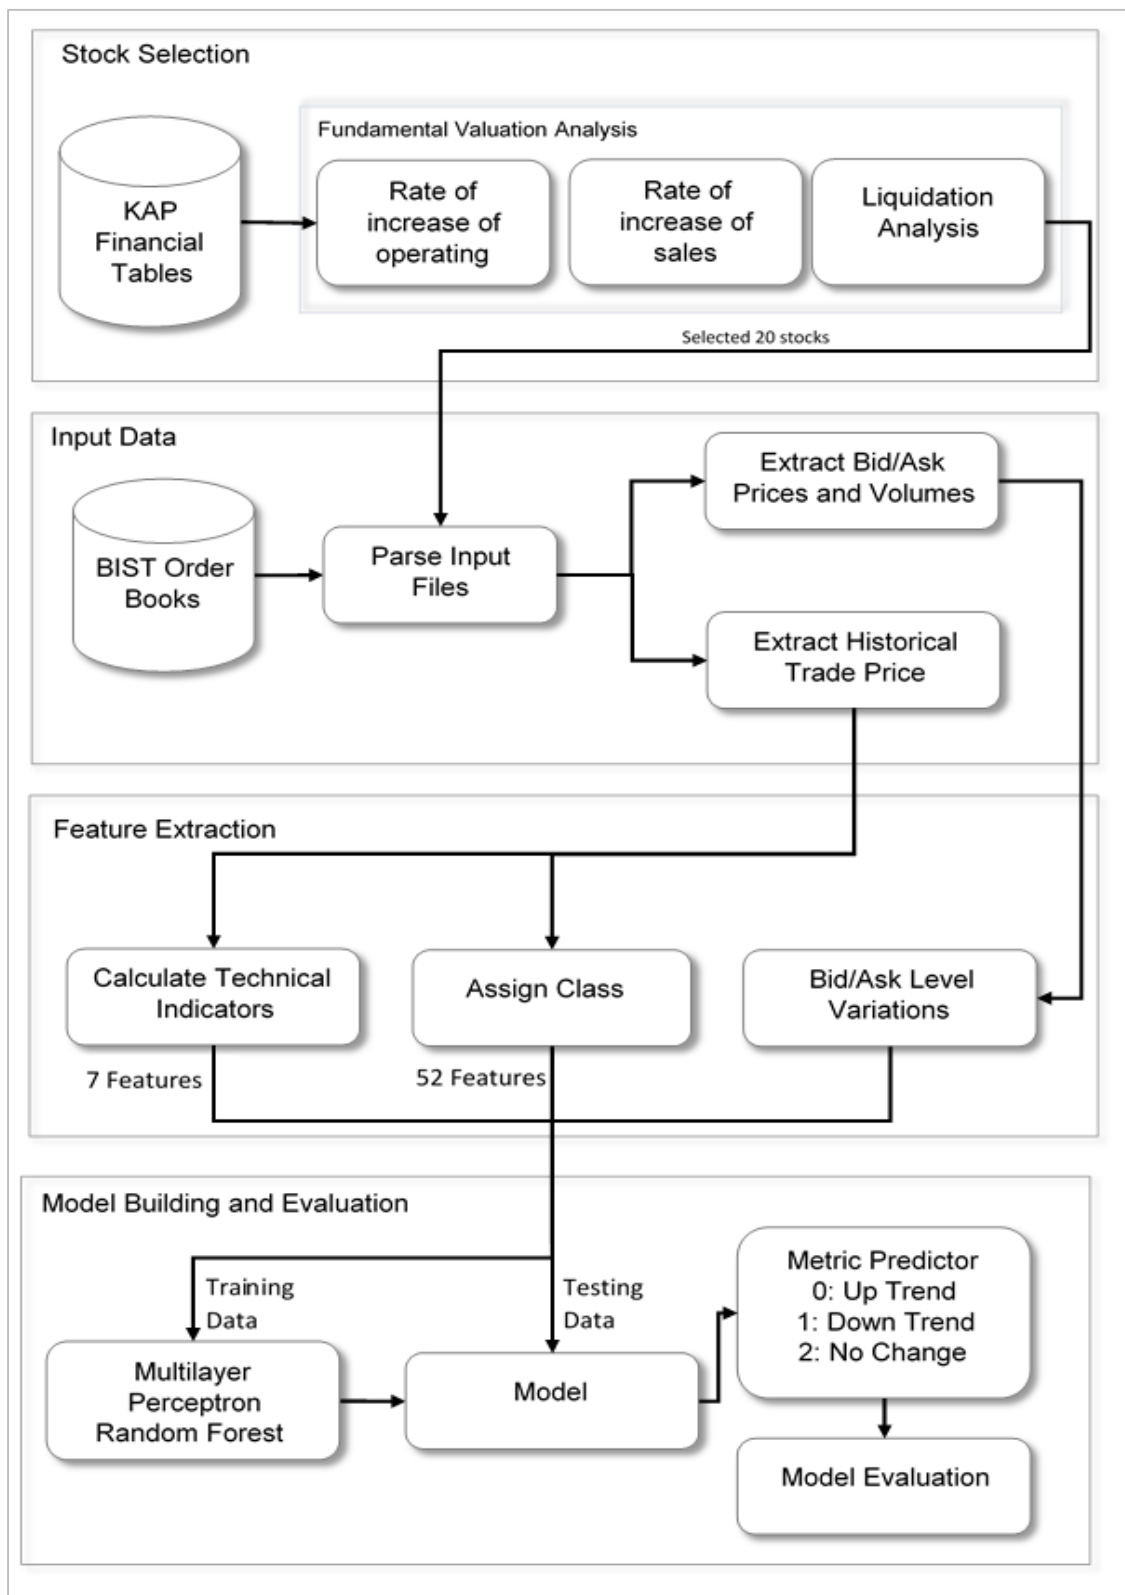 Stock Selection
Fundamental Valuation Analysis
KAP
Financial
Tables
Rate of
increase of
operating
Rate of
increase of
sales
Liquidation
Analysis
Selected 20 stocks
Input Data
BIST Order
Books
Parse Input
Files
Extract Bid/Ask
Prices and Volumes
Extract Historical
Trade Price
Feature Extraction
Calculate Technical
Indicators
Assign Class
Bid/Ask Level
Variations
7 Features
52 Features
Model Building and Evaluation
Training
Data
Testing
Data
Multilayer
Perceptron
Random Forest
Model
Metric Predictor
0: Up Trend
1: Down Trend
2: No Change
Model Evaluation